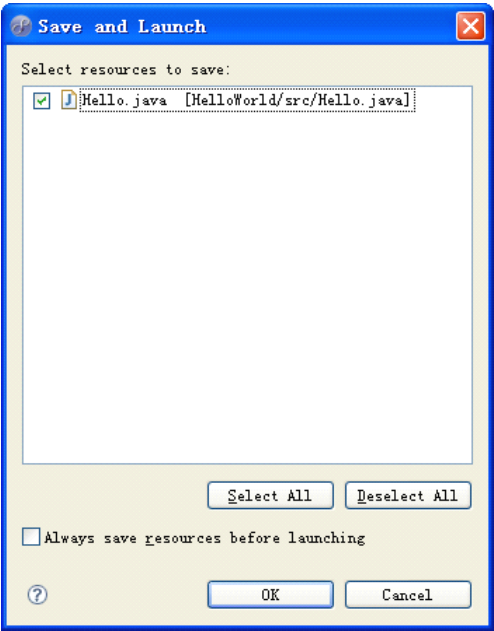 Save and Launch
Select resources to save:
Hello.java [HelloWorld/src/Hello.java]
Select All Deselect All
Always save resources before launching
OK Cancel